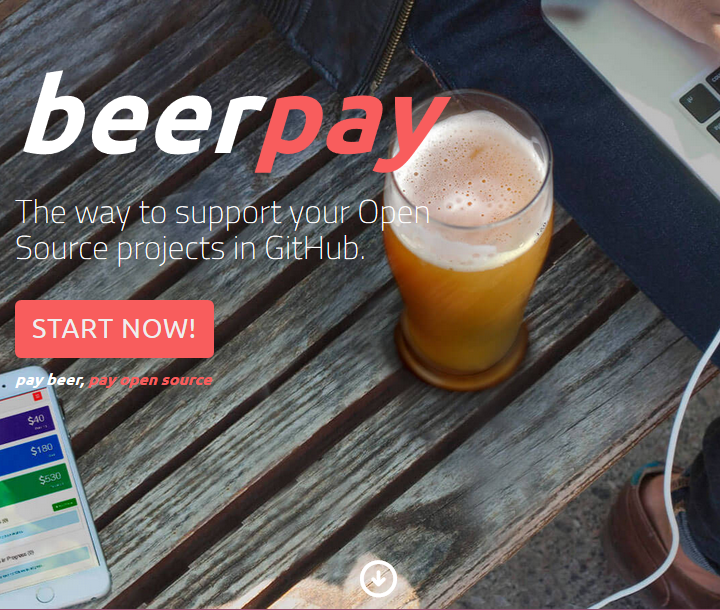 beerpay
The way to support your Open
Source projects in GitHub.
START NOW!
pay beer, pay open source
$40
$180
$530